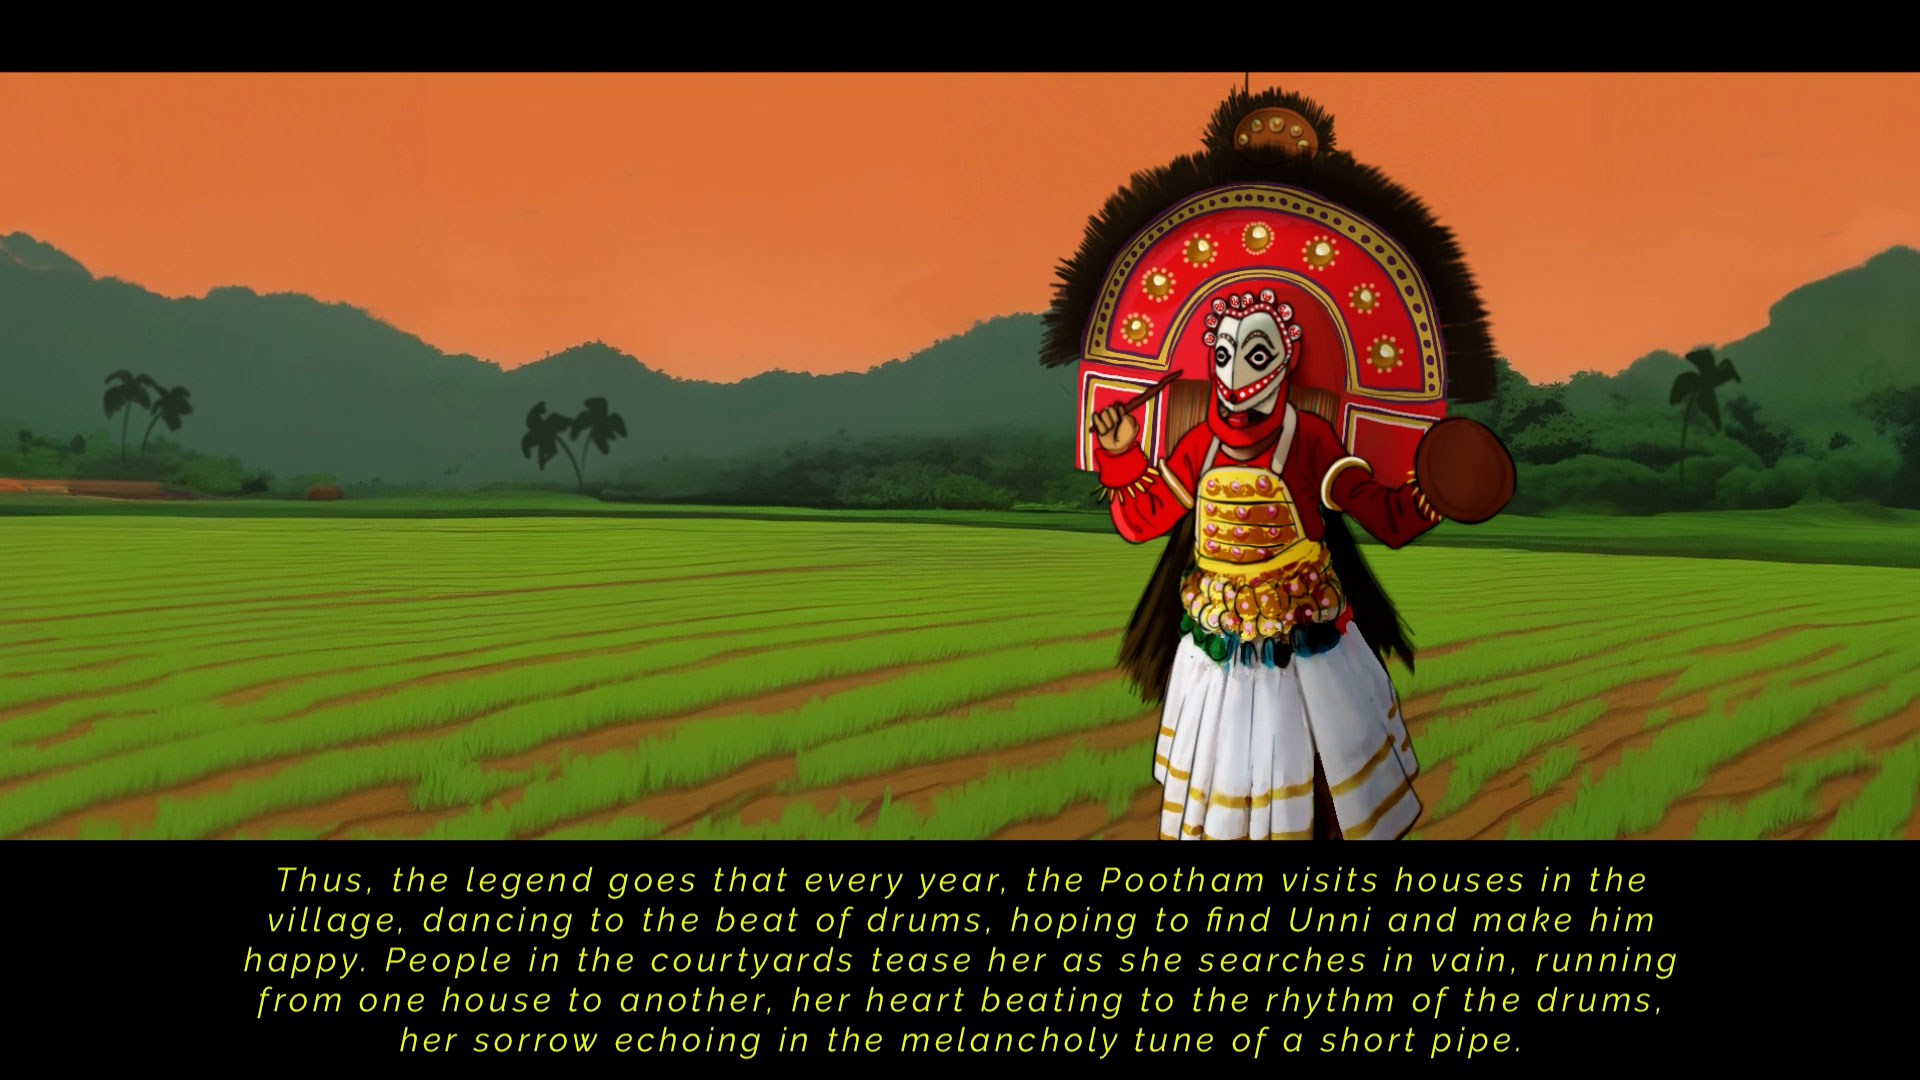 Thus, the legend goes that every year, the Pootham visits houses in the
village, dancing to the beat of drums, hoping to find Unni and make him
happy. People in the courtyards tease her as she searches in vain, running
from one house to another, her heart beating to the rhythm of the drums,
her sorrow echoing in the melancholy tune of a short pipe.